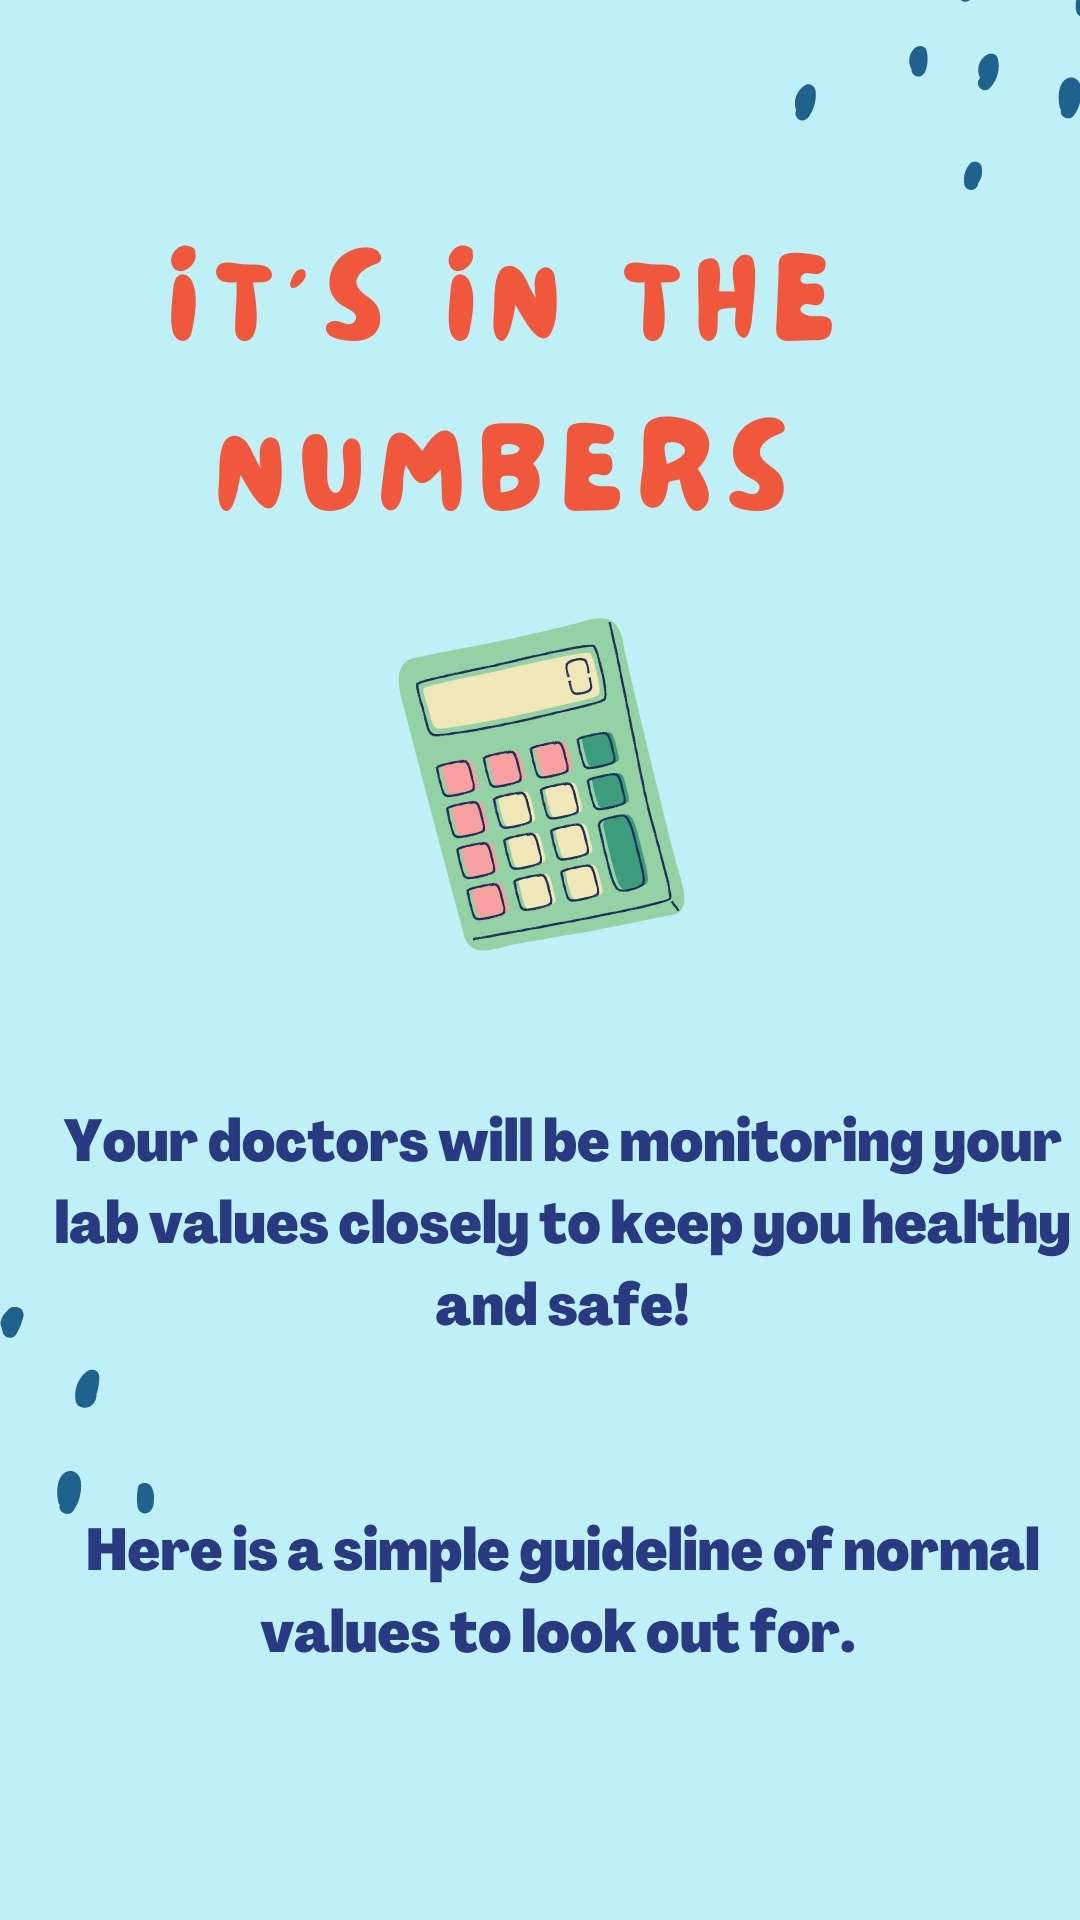 IT'S IN THE
NUMBERS
0
Your doctors will be monitoring your
lab values closely to keep you healthy
and safe!
Here is a simple guideline of normal
values to look out for.